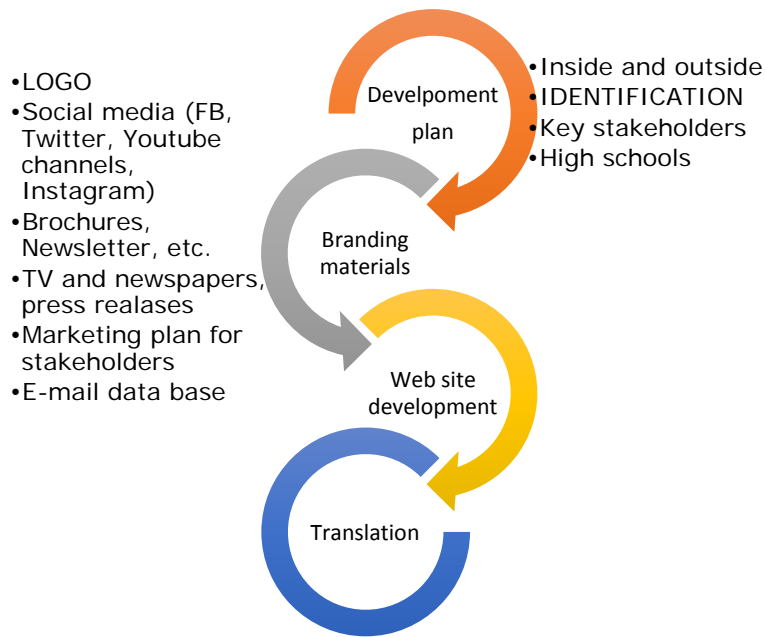 •LOGO
•Social media (FB,
Twitter, Youtube
channels,
Instagram)
•Brochures,
Newsletter, etc.
•TV and newspapers,
press realases
•Marketing plan for
stakeholders
•E-mail data base
Develpoment
plan
•Inside and outside
•IDENTIFICATION
•Key stakeholders
•High schools
Branding
materials
Web site
development
Translation